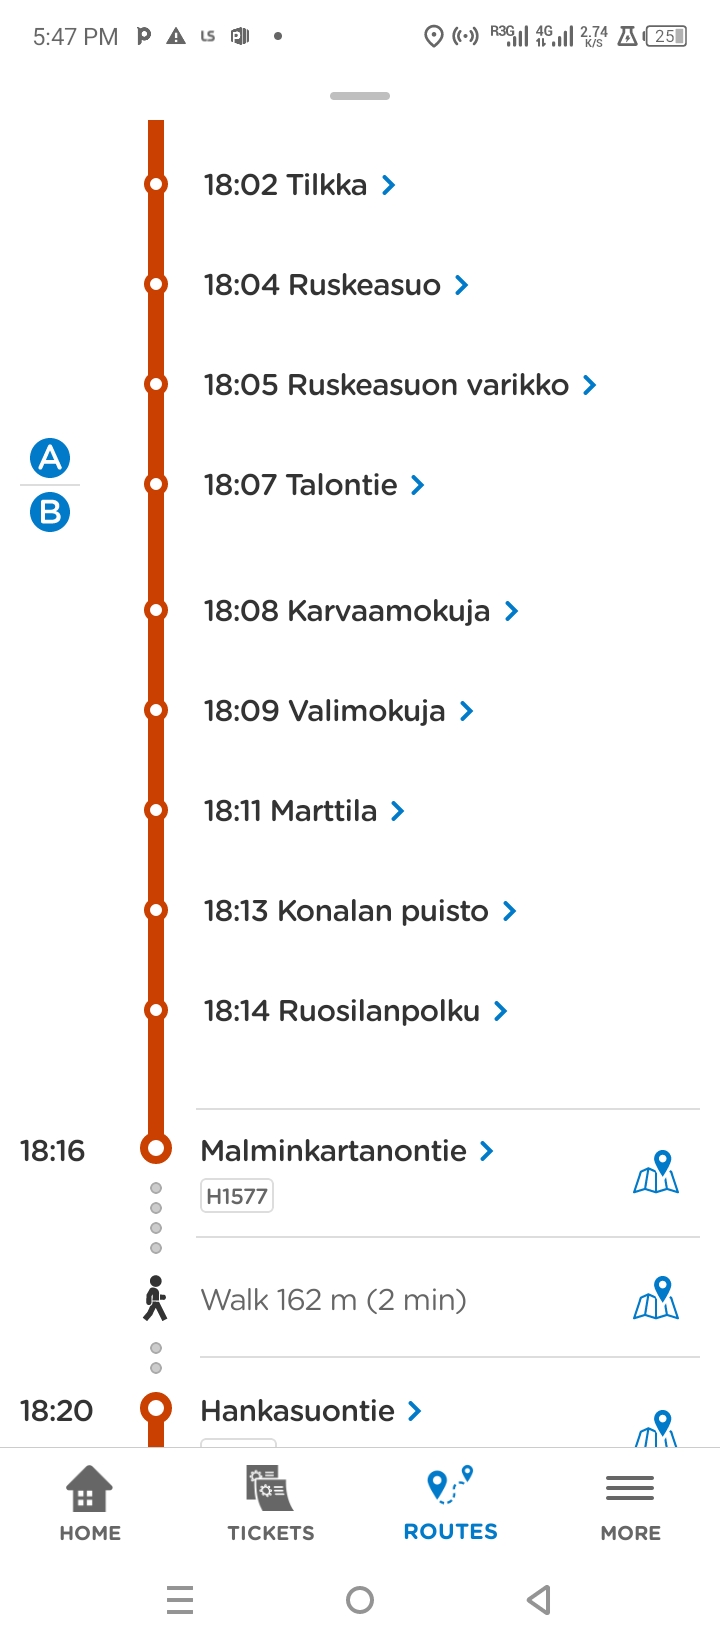 5:47 PM LS R3G 4G 2.74 K/S 25
18:02 Tilkka
18:04 Ruskeasuo
18:05 Ruskeasuon varikko
A
18:07 Talontie
B
18:08 Karvaamokuja
18:09 Valimokuja
18:11 Marttila
18:13 Konalan puisto
18:14 Ruosilanpolku
18:16 Malminkartanontie
H1577
Walk 162 m (2 min)
18:20 Hankasuontie
HOME TICKETS ROUTES MORE